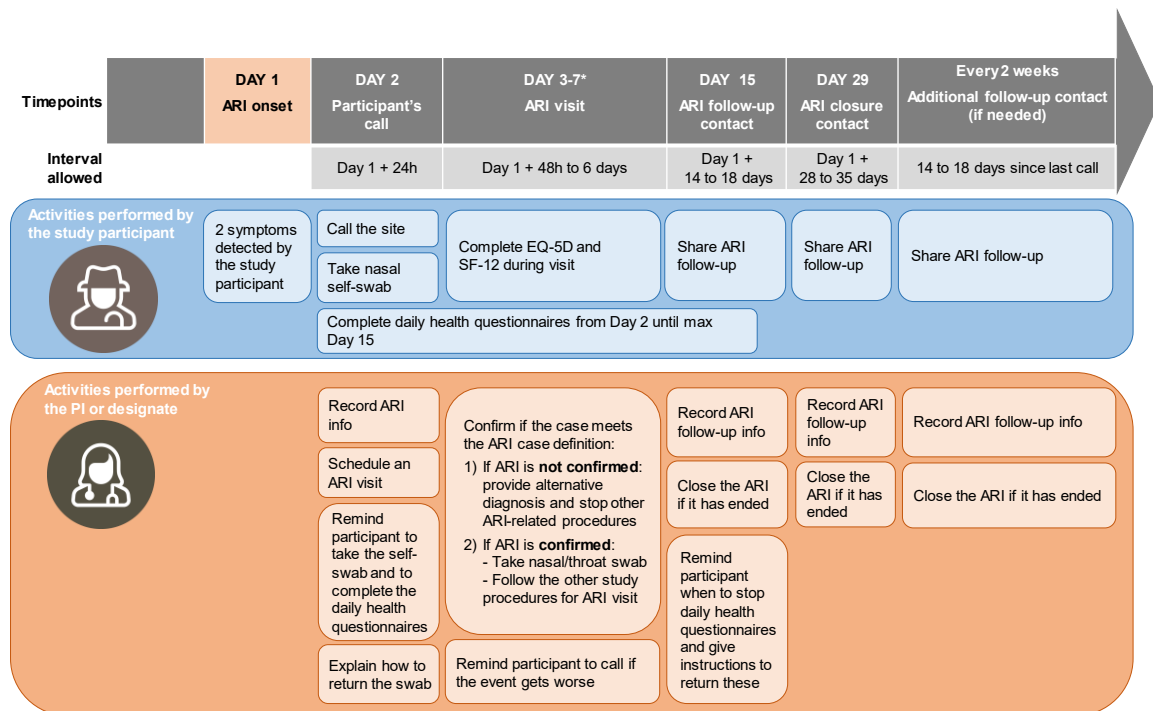 Timepoints
DAY 1
ARI onset
DAY 2
Participant's
call
DAY 3-7*
ARI visit
DAY 15
ARI follow-up
contact
DAY 29
ARI closure
contact
Every 2 weeks
Additional follow-up contact
(if needed)
Interval
allowed
Day 1 + 24h
Day 1 + 48h to 6 days
Day 1 +
14 to 18 days
Day 1 +
28 to 35 days
14 to 18 days since last call
Activities performed by
the study participant
2 symptoms
detected by
the study
participant
Call the site
Take nasal
self-swab
Complete EQ-5D and
SF-12 during visit
Share ARI
follow-up
Share ARI
follow-up
Share ARI follow-up
Complete daily health questionnaires from Day 2 until max
Day 15
Activities performed by
the PI or designate
Record ARI
info
Schedule an
ARI visit
Remind
participant to
take the self-
swab and to
complete the
daily health
questionnaires
Explain how to
return the swab
Confirm if the case meets
the ARI case definition:
1) If ARI is not confirmed:
provide alternative
diagnosis and stop other
ARI-related procedures
2) If ARI is confirmed:
- Take nasal/throat swab
- Follow the other study
procedures for ARI visit
Remind participant to call if
the event gets worse
Record ARI
follow-up info
Close the ARI
if it has ended
Remind
participant
when to stop
daily health
questionnaires
and give
instructions to
return these
Record ARI
follow-up
info
Close the
ARI if it has
ended
Record ARI follow-up info
Close the ARI if it has ended